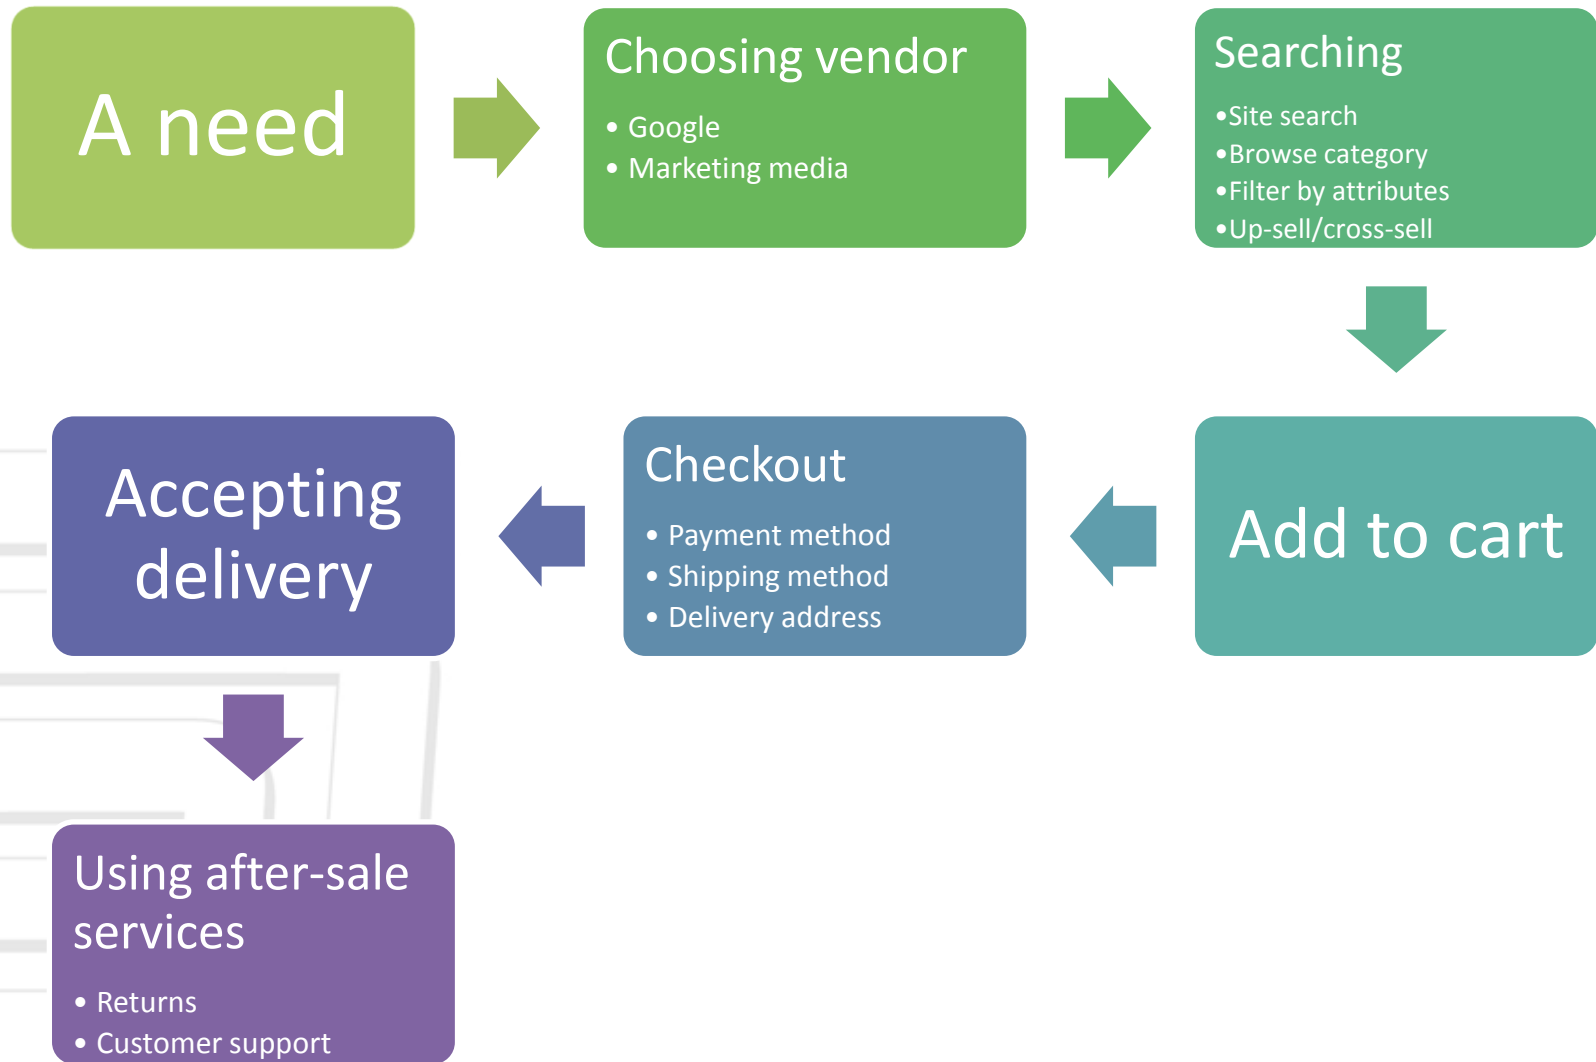 A need
Choosing vendor
• Google
• Marketing media
Searching
•Site search
•Browse category
•Filter by attributes
•Up-sell/cross-sell
Add to cart
Checkout
• Payment method
• Shipping method
• Delivery address
Accepting
delivery
Using after-sale
services
• Returns
• Customer support